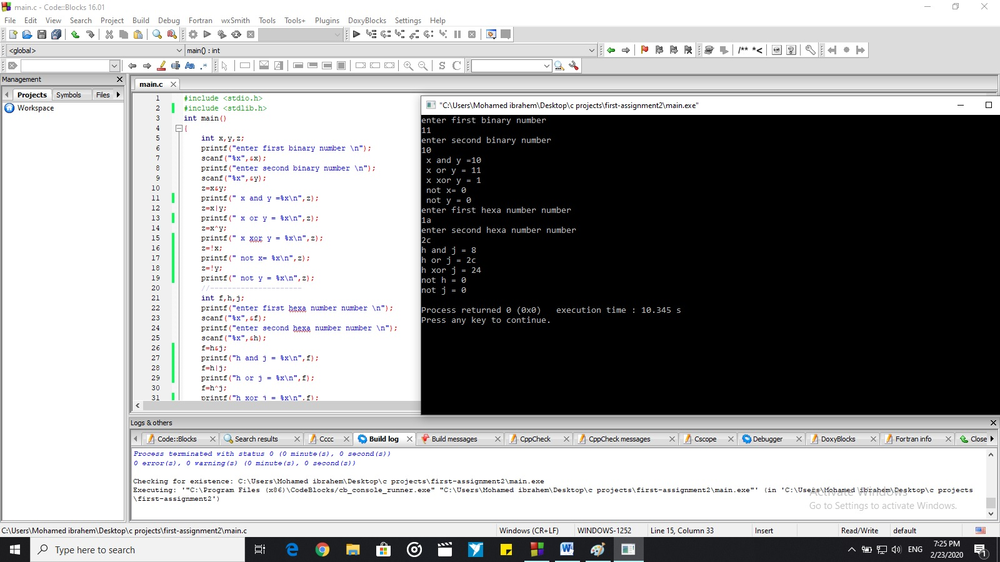 main.c - Code::Blocks 16.01
File Edit View Search Project Build Debug Fortran wxSmith Tools Tools+ Plugins DoxyBlocks Settings Help
<global> main() : int
/** *<
Aa .* S C
Management
Projects Symbols Files
Workspace
main.c
1 #include <stdio.h>
2 #include <stdlib.h>
3 int main()
4 {
5 int x,y,z;
6 printf("enter first binary number \n");
7 scanf("%x",&x);
8 printf("enter second binary number \n");
9 scanf("%x",&y);
10 z=x&y;
11 printf(" x and y =%x\n",z);
12 z=x|y;
13 printf(" x or y = %x\n",z);
14 z=x^y;
15 printf(" x xor y = %x\n",z);
16 z=!x;
17 printf(" not x= %x\n",z);
18 z=!y;
19 printf(" not y = %x\n",z);
20 //---------------------
21 int f,h,j;
22 printf("enter first hexa number number \n");
23 scanf("%x",&f);
24 printf("enter second hexa number number \n");
25 scanf("%x",&h);
26 f=h&j;
27 printf("h and j = %x\n",f);
28 f=h|j;
29 printf("h or j = %x\n",f);
30 f=h^j;
31 printf("h xor j = %x\n",f);
"C:\Users\Mohamed ibrahem\Desktop\c projects\first-assignment2\main.exe"
enter first binary number
11
enter second binary number
10
x and y =10
x or y = 11
x xor y = 1
not x= 0
not y = 0
enter first hexa number number
1a
enter second hexa number number
2c
h and j = 8
h or j = 2c
h xor j = 24
not h = 0
not j = 0
Process returned 0 (0x0) execution time : 10.345 s
Press any key to continue.
Logs & others
Code::Blocks Search results Cccc Build log Build messages CppCheck CppCheck messages Cscope Debugger DoxyBlocks Fortran info Close
Process terminated with status 0 (0 minute(s), 0 second(s))
0 error(s), 0 warning(s) (0 minute(s), 0 second(s))
Checking for existence: C:\Users\Mohamed ibrahem\Desktop\c projects\first-assignment2\main.exe
Executing: '"C:\Program Files (x86)\CodeBlocks/cb_console_runner.exe" "C:\Users\Mohamed ibrahem\Desktop\c projects\first-assignment2\main.exe"' (in 'C:\Users\Mohamed ibrahem\Desktop\c projects
\first-assignment2')
Activate Windows
Go to Settings to activate Windows.
C:\Users\Mohamed ibrahem\Desktop\c projects\first-assignment2\main.c Windows (CR+LF) WINDOWS-1252 Line 15, Column 33 Insert Read/Write default
Type here to search
ENG
7:25 PM
2/23/2020
1